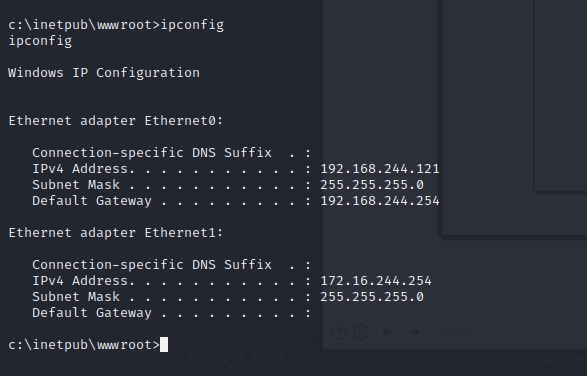 c:\inetpub\wwwroot>ipconfig
ipconfig
Windows IP Configuration
Ethernet adapter Ethernet0:
Connection-specific DNS Suffix  . :
IPv4 Address. . . . . . . . . . . : 192.168.244.121
Subnet Mask . . . . . . . . . . . : 255.255.255.0
Default Gateway . . . . . . . . . : 192.168.244.254
Ethernet adapter Ethernet1:
Connection-specific DNS Suffix  . :
IPv4 Address. . . . . . . . . . . : 172.16.244.254
Subnet Mask . . . . . . . . . . . : 255.255.255.0
Default Gateway . . . . . . . . . :
Search
c:\inetpub\wwwroot>